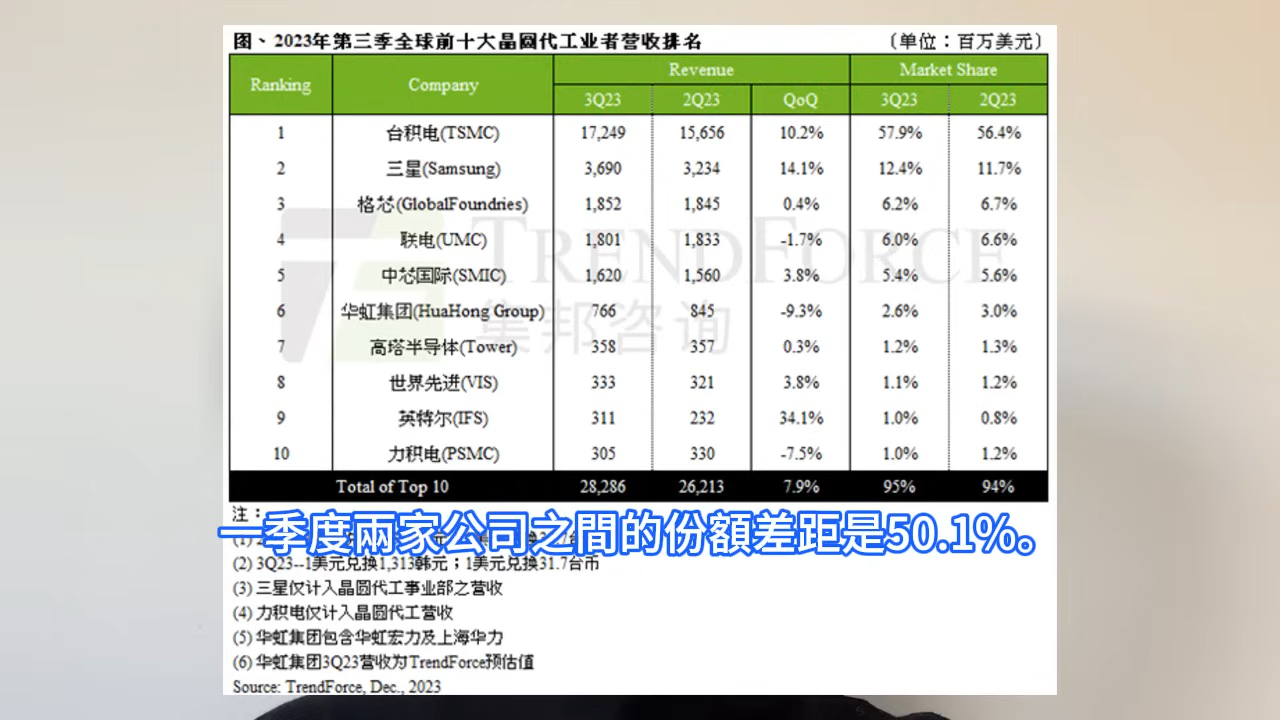 图、2023年第三季全球前十大晶圆代工业者营收排名 （单位：百万美元）
Ranking Company Revenue Market Share
3Q23 2Q23 QoQ 3Q23 2Q23
1 台积电(TSMC) 17,249 15,656 10.2% 57.9% 56.4%
2 三星(Samsung) 3,690 3,234 14.1% 12.4% 11.7%
3 格芯(GlobalFoundries) 1,852 1,845 0.4% 6.2% 6.7%
4 联电(UMC) 1,801 1,833 -1.7% 6.0% 6.6%
5 中芯国际(SMIC) 1,620 1,560 3.8% 5.4% 5.6%
6 华虹集团(HuaHong Group) 766 845 -9.3% 2.6% 3.0%
7 高塔半导体(Tower) 358 357 0.3% 1.2% 1.3%
8 世界先进(VIS) 333 321 3.8% 1.1% 1.2%
9 英特尔(IFS) 311 232 34.1% 1.0% 0.8%
10 力积电(PSMC) 305 330 -7.5% 1.0% 1.2%
Total of Top 10 28,286 26,213 7.9% 95% 94%
TRENDFORCE
集邦咨询
注：
一季度兩家公司之間的份額差距是50.1%。
(2) 3Q23--1美元兑换1,313韩元；1美元兑换31.7台币
(3) 三星仅计入晶圆代工事业部之营收
(4) 力积电仅计入晶圆代工营收
(5) 华虹集团包含华虹宏力及上海华力
(6) 华虹集团3Q23营收为TrendForce预估值
Source: TrendForce, Dec., 2023